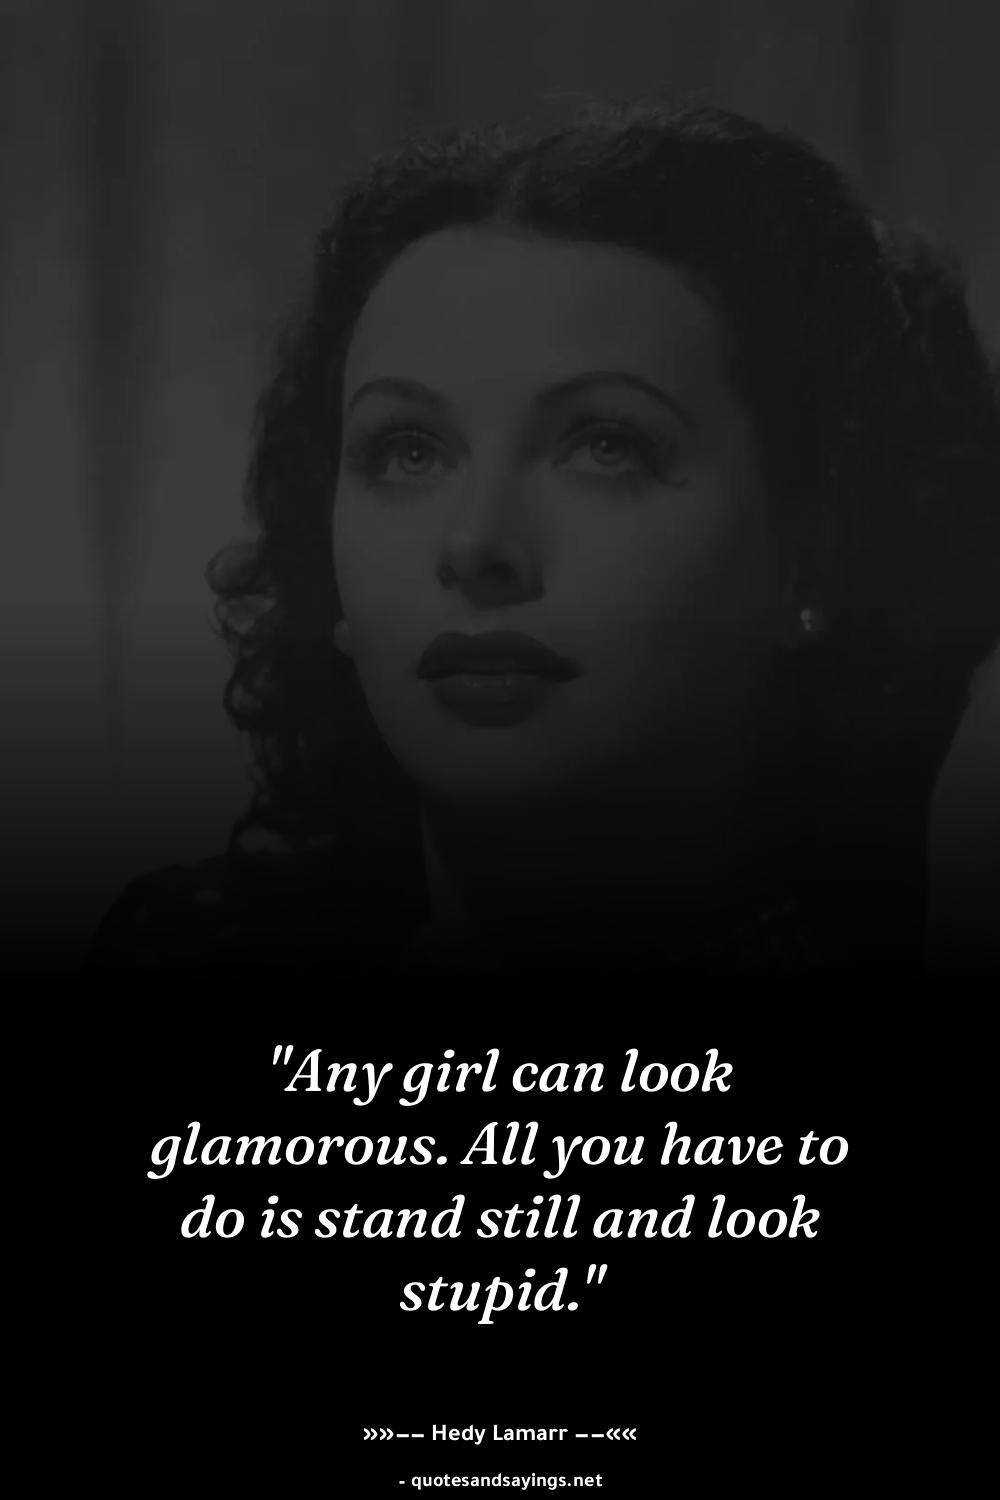 "Any girl can look
glamorous. All you have to
do is stand still and look
stupid."
»»−− Hedy Lamarr −−««
- quotesandsayings.net